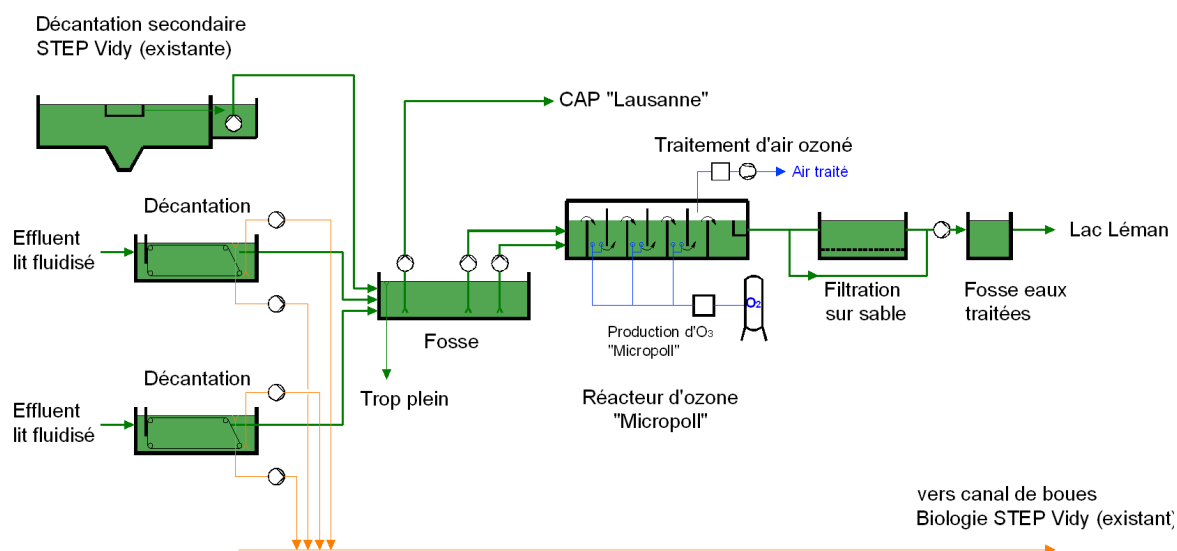 Décantation secondaire
STEP Vidy (existante)
CAP "Lausanne"
Traitement d'air ozoné
Air traité
Décantation
Effluent
lit fluidisé
Lac Léman
O₂
Filtration
sur sable
Fosse eaux
traitées
Production d'O₃
"Micropoll"
Fosse
Décantation
Trop plein
Réacteur d'ozone
"Micropoll"
Effluent
lit fluidisé
vers canal de boues
Biologie STEP Vidy (existant)